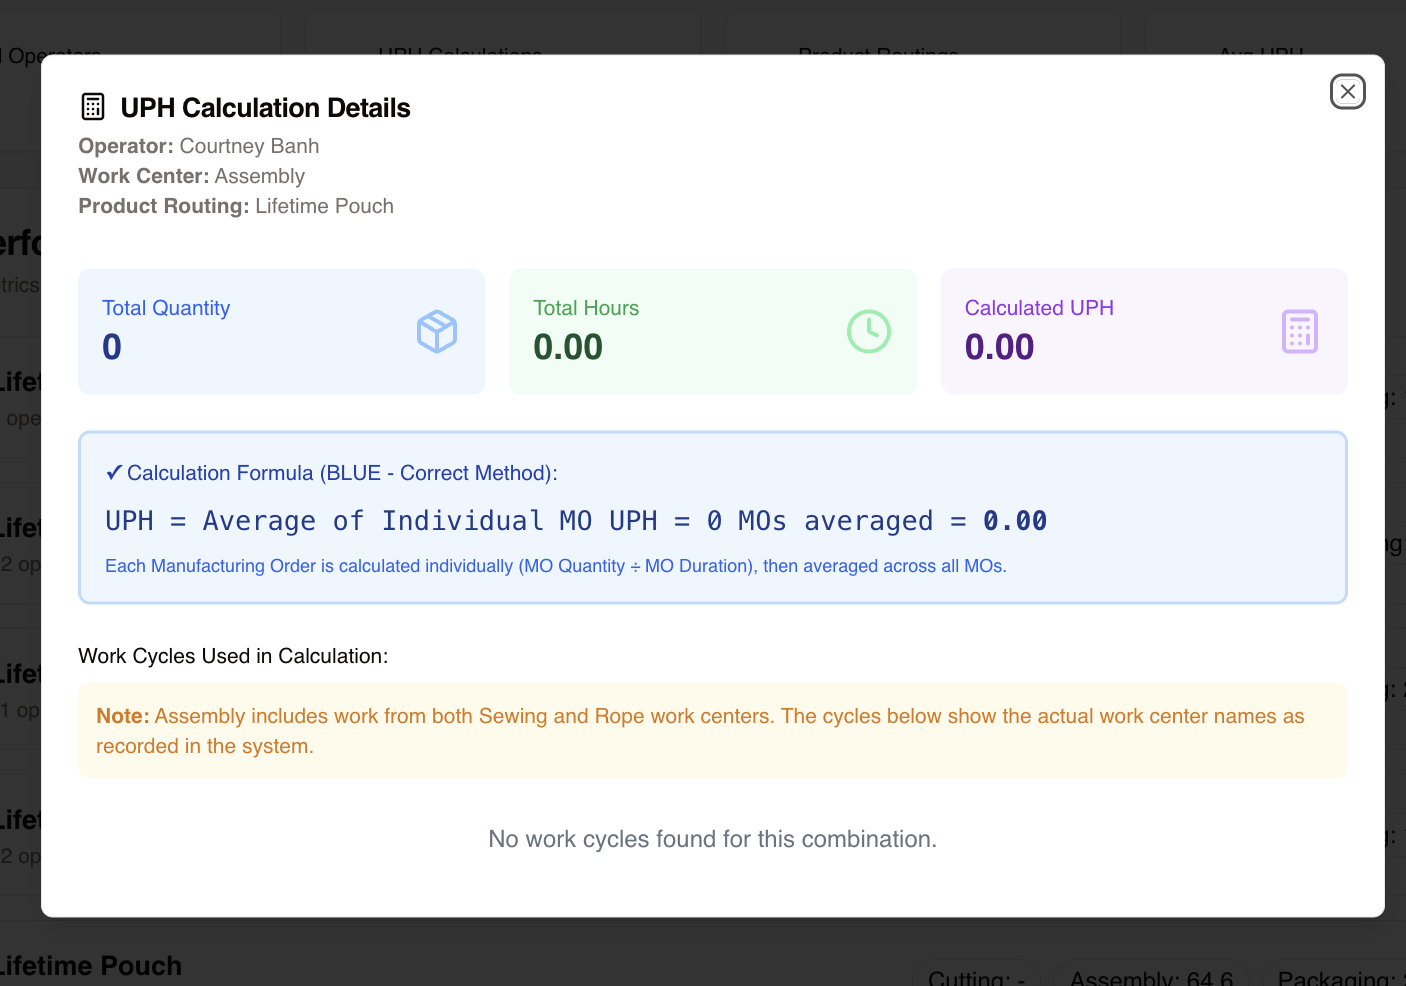 UPH Calculations
Product Routings
Avg UPH
UPH Calculation Details
Operator: Courtney Banh
Work Center: Assembly
Product Routing: Lifetime Pouch
Total Quantity
0
Total Hours
0.00
Calculated UPH
0.00
✓ Calculation Formula (BLUE - Correct Method):
UPH = Average of Individual MO UPH = 0 MOs averaged = 0.00
Each Manufacturing Order is calculated individually (MO Quantity ÷ MO Duration), then averaged across all MOs.
Work Cycles Used in Calculation:
Note: Assembly includes work from both Sewing and Rope work centers. The cycles below show the actual work center names as
recorded in the system.
No work cycles found for this combination.
Lifetime Pouch
Cutting: -
Assembly: 64.6
Packaging: